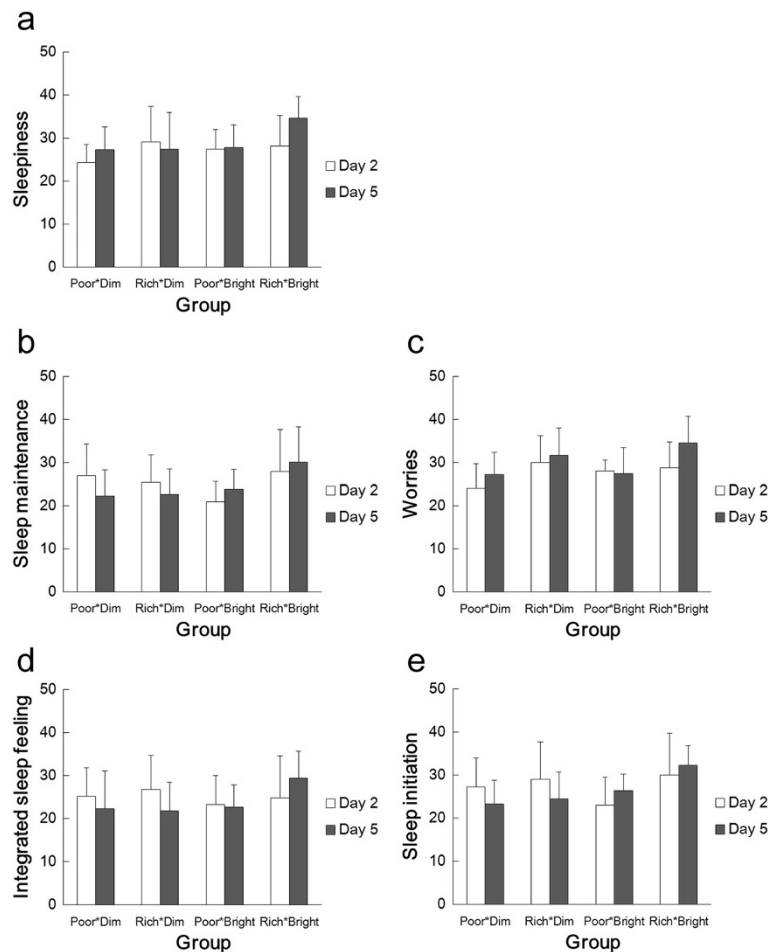 a
50
40
30
20
10
0
Sleepiness
Poor*Dim Rich*Dim Poor*Bright Rich*Bright
Group
Day 2
Day 5
b
50
40
30
20
10
0
Sleep maintenance
Poor*Dim Rich*Dim Poor*Bright Rich*Bright
Group
Day 2
Day 5
c
50
40
30
20
10
0
Worries
Poor*Dim Rich*Dim Poor*Bright Rich*Bright
Group
Day 2
Day 5
d
50
40
30
20
10
0
Integrated sleep feeling
Poor*Dim Rich*Dim Poor*Bright Rich*Bright
Group
Day 2
Day 5
e
50
40
30
20
10
0
Sleep initiation
Poor*Dim Rich*Dim Poor*Bright Rich*Bright
Group
Day 2
Day 5